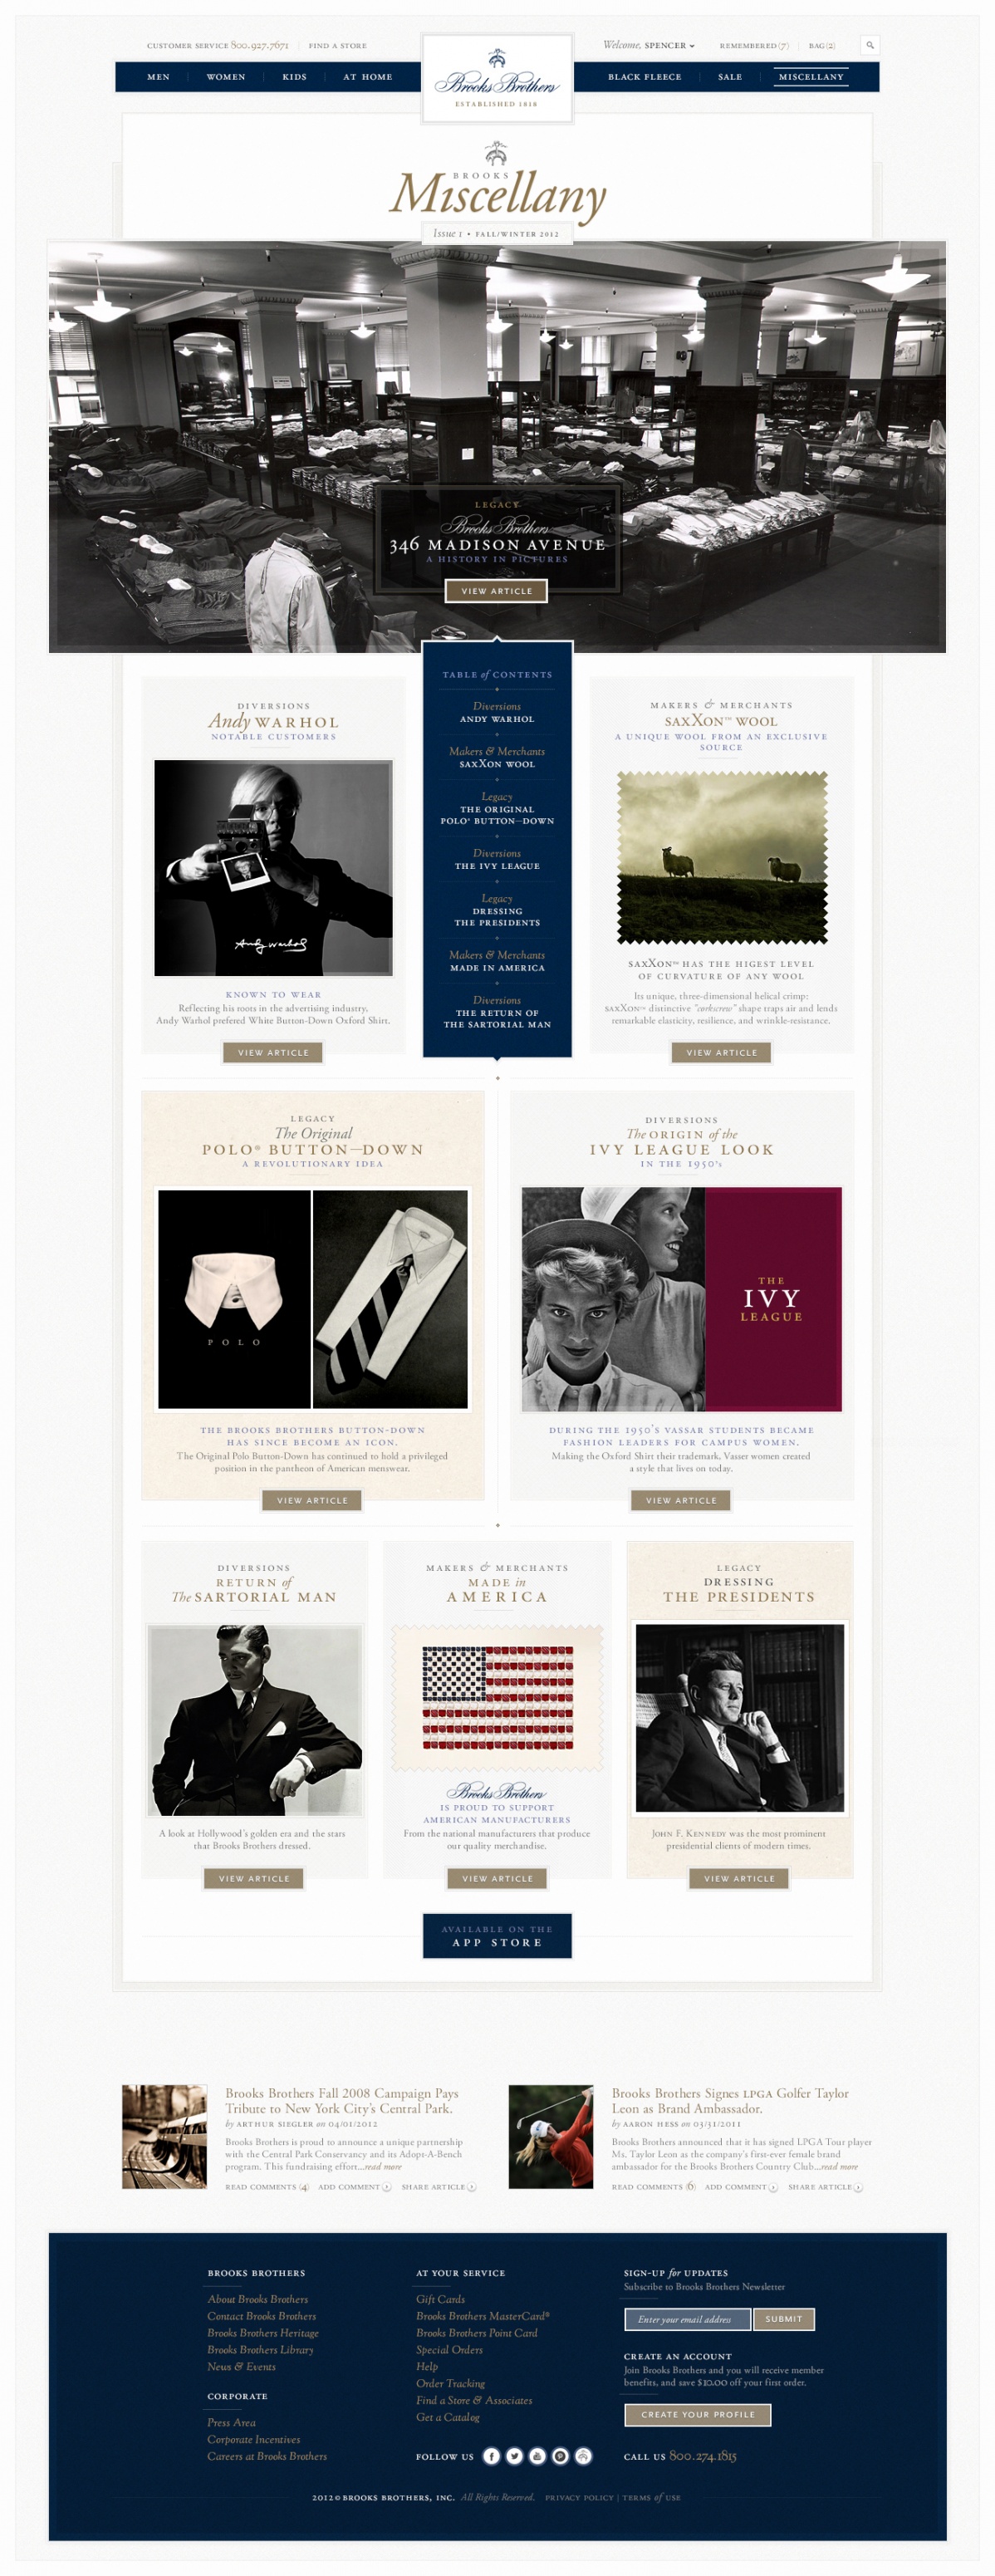 CUSTOMER SERVICE 800.927.7671 FIND A STORE
Welcome, SPENCER REMEMBERED (7) BAG (2)
MEN WOMEN KIDS AT HOME
Brooks Brothers
ESTABLISHED 1818
BLACK FLEECE SALE MISCELLANY
BROOKS
Miscellany
Issue 1 • FALL/WINTER 2012
LEGACY
Brooks Brothers
346 MADISON AVENUE
A HISTORY IN PICTURES
VIEW ARTICLE
DIVERSIONS
Andy WARHOL
NOTABLE CUSTOMERS
Andy Warhol
KNOWN TO WEAR
Reflecting his roots in the advertising industry,
Andy Warhol prefered White Button-Down Oxford Shirt.
VIEW ARTICLE
TABLE of CONTENTS
Diversions
ANDY WARHOL
Makers & Merchants
SAXXON WOOL
Legacy
THE ORIGINAL
POLO® BUTTON—DOWN
Diversions
THE IVY LEAGUE
Legacy
DRESSING
THE PRESIDENTS
Makers & Merchants
MADE IN AMERICA
Diversions
THE RETURN OF
THE SARTORIAL MAN
MAKERS & MERCHANTS
SAXXON™ WOOL
A UNIQUE WOOL FROM AN EXCLUSIVE
SOURCE
SAXXON™ HAS THE HIGEST LEVEL
OF CURVATURE OF ANY WOOL
Its unique, three-dimensional helical crimp;
SAXXON™ distinctive "corkscrew" shape traps air and lends
remarkable elasticity, resilience, and wrinkle-resistance.
VIEW ARTICLE
LEGACY
The Original
POLO® BUTTON—DOWN
A REVOLUTIONARY IDEA
POLO
THE BROOKS BROTHERS BUTTON-DOWN
HAS SINCE BECOME AN ICON.
The Original Polo Button-Down has continued to hold a privileged
position in the pantheon of American menswear.
VIEW ARTICLE
DIVERSIONS
The ORIGIN of the
IVY LEAGUE LOOK
IN THE 1950's
THE
IVY
LEAGUE
DURING THE 1950'S VASSAR STUDENTS BECAME
FASHION LEADERS FOR CAMPUS WOMEN.
Making the Oxford Shirt their trademark, Vasser women created
a style that lives on today.
VIEW ARTICLE
DIVERSIONS
RETURN of
The SARTORIAL MAN
A look at Hollywood's golden era and the stars
that Brooks Brothers dressed.
VIEW ARTICLE
MAKERS & MERCHANTS
MADE in
AMERICA
Brooks Brothers
IS PROUD TO SUPPORT
AMERICAN MANUFACTURERS
From the national manufacturers that produce
our quality merchandise.
VIEW ARTICLE
LEGACY
DRESSING
THE PRESIDENTS
JOHN F. KENNEDY was the most prominent
presidential clients of modern times.
VIEW ARTICLE
AVAILABLE ON THE
APP STORE
Brooks Brothers Fall 2008 Campaign Pays
Tribute to New York City's Central Park.
by ARTHUR SIEGLER on 04/01/2012
Brooks Brothers is proud to announce a unique partnership
with the Central Park Conservancy and its Adopt-A-Bench
program. This fundraising effort...read more
READ COMMENTS (4) ADD COMMENT SHARE ARTICLE
Brooks Brothers Signes LPGA Golfer Taylor
Leon as Brand Ambassador.
by AARON HESS on 03/31/2011
Brooks Brothers announced that it has signed LPGA Tour player
Ms. Taylor Leon as the company's first-ever female brand
ambassador for the Brooks Brothers Country Club...read more
READ COMMENTS (6) ADD COMMENT SHARE ARTICLE
BROOKS BROTHERS
About Brooks Brothers
Contact Brooks Brothers
Brooks Brothers Heritage
Brooks Brothers Library
News & Events
CORPORATE
Press Area
Corporate Incentives
Careers at Brooks Brothers
AT YOUR SERVICE
Gift Cards
Brooks Brothers MasterCard®
Brooks Brothers Point Card
Special Orders
Help
Order Tracking
Find a Store & Associates
Get a Catalog
FOLLOW US
SIGN-UP for UPDATES
Subscribe to Brooks Brothers Newsletter
Enter your email address SUBMIT
CREATE AN ACCOUNT
Join Brooks Brothers and you will receive member
benefits, and save $10.00 off your first order.
CREATE YOUR PROFILE
CALL US 800.274.1815
2012 © BROOKS BROTHERS, INC. All Rights Reserved. PRIVACY POLICY | TERMS of USE